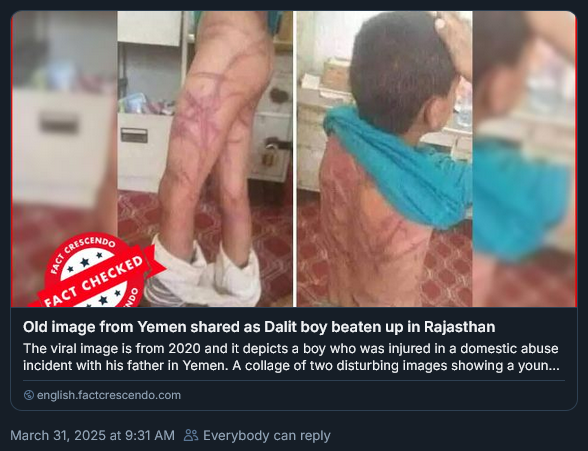 FACT CRESCENDO
FACT CHECKED
Old image from Yemen shared as Dalit boy beaten up in Rajasthan
The viral image is from 2020 and it depicts a boy who was injured in a domestic abuse
incident with his father in Yemen. A collage of two disturbing images showing a youn...
english.factcrescendo.com
March 31, 2025 at 9:31 AM Everybody can reply